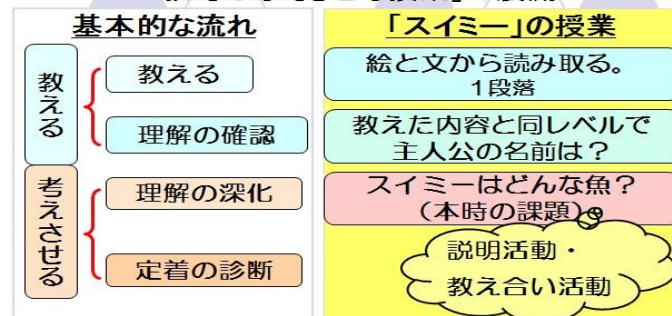 基本的な流れ
教える
教える
理解の確認
考えさせる
理解の深化
定着の診断
「スイミー」の授業
絵と文から読み取る。
1段落
教えた内容と同レベルで
主人公の名前は？
スイミーはどんな魚？
（本時の課題）
説明活動・
教え合い活動